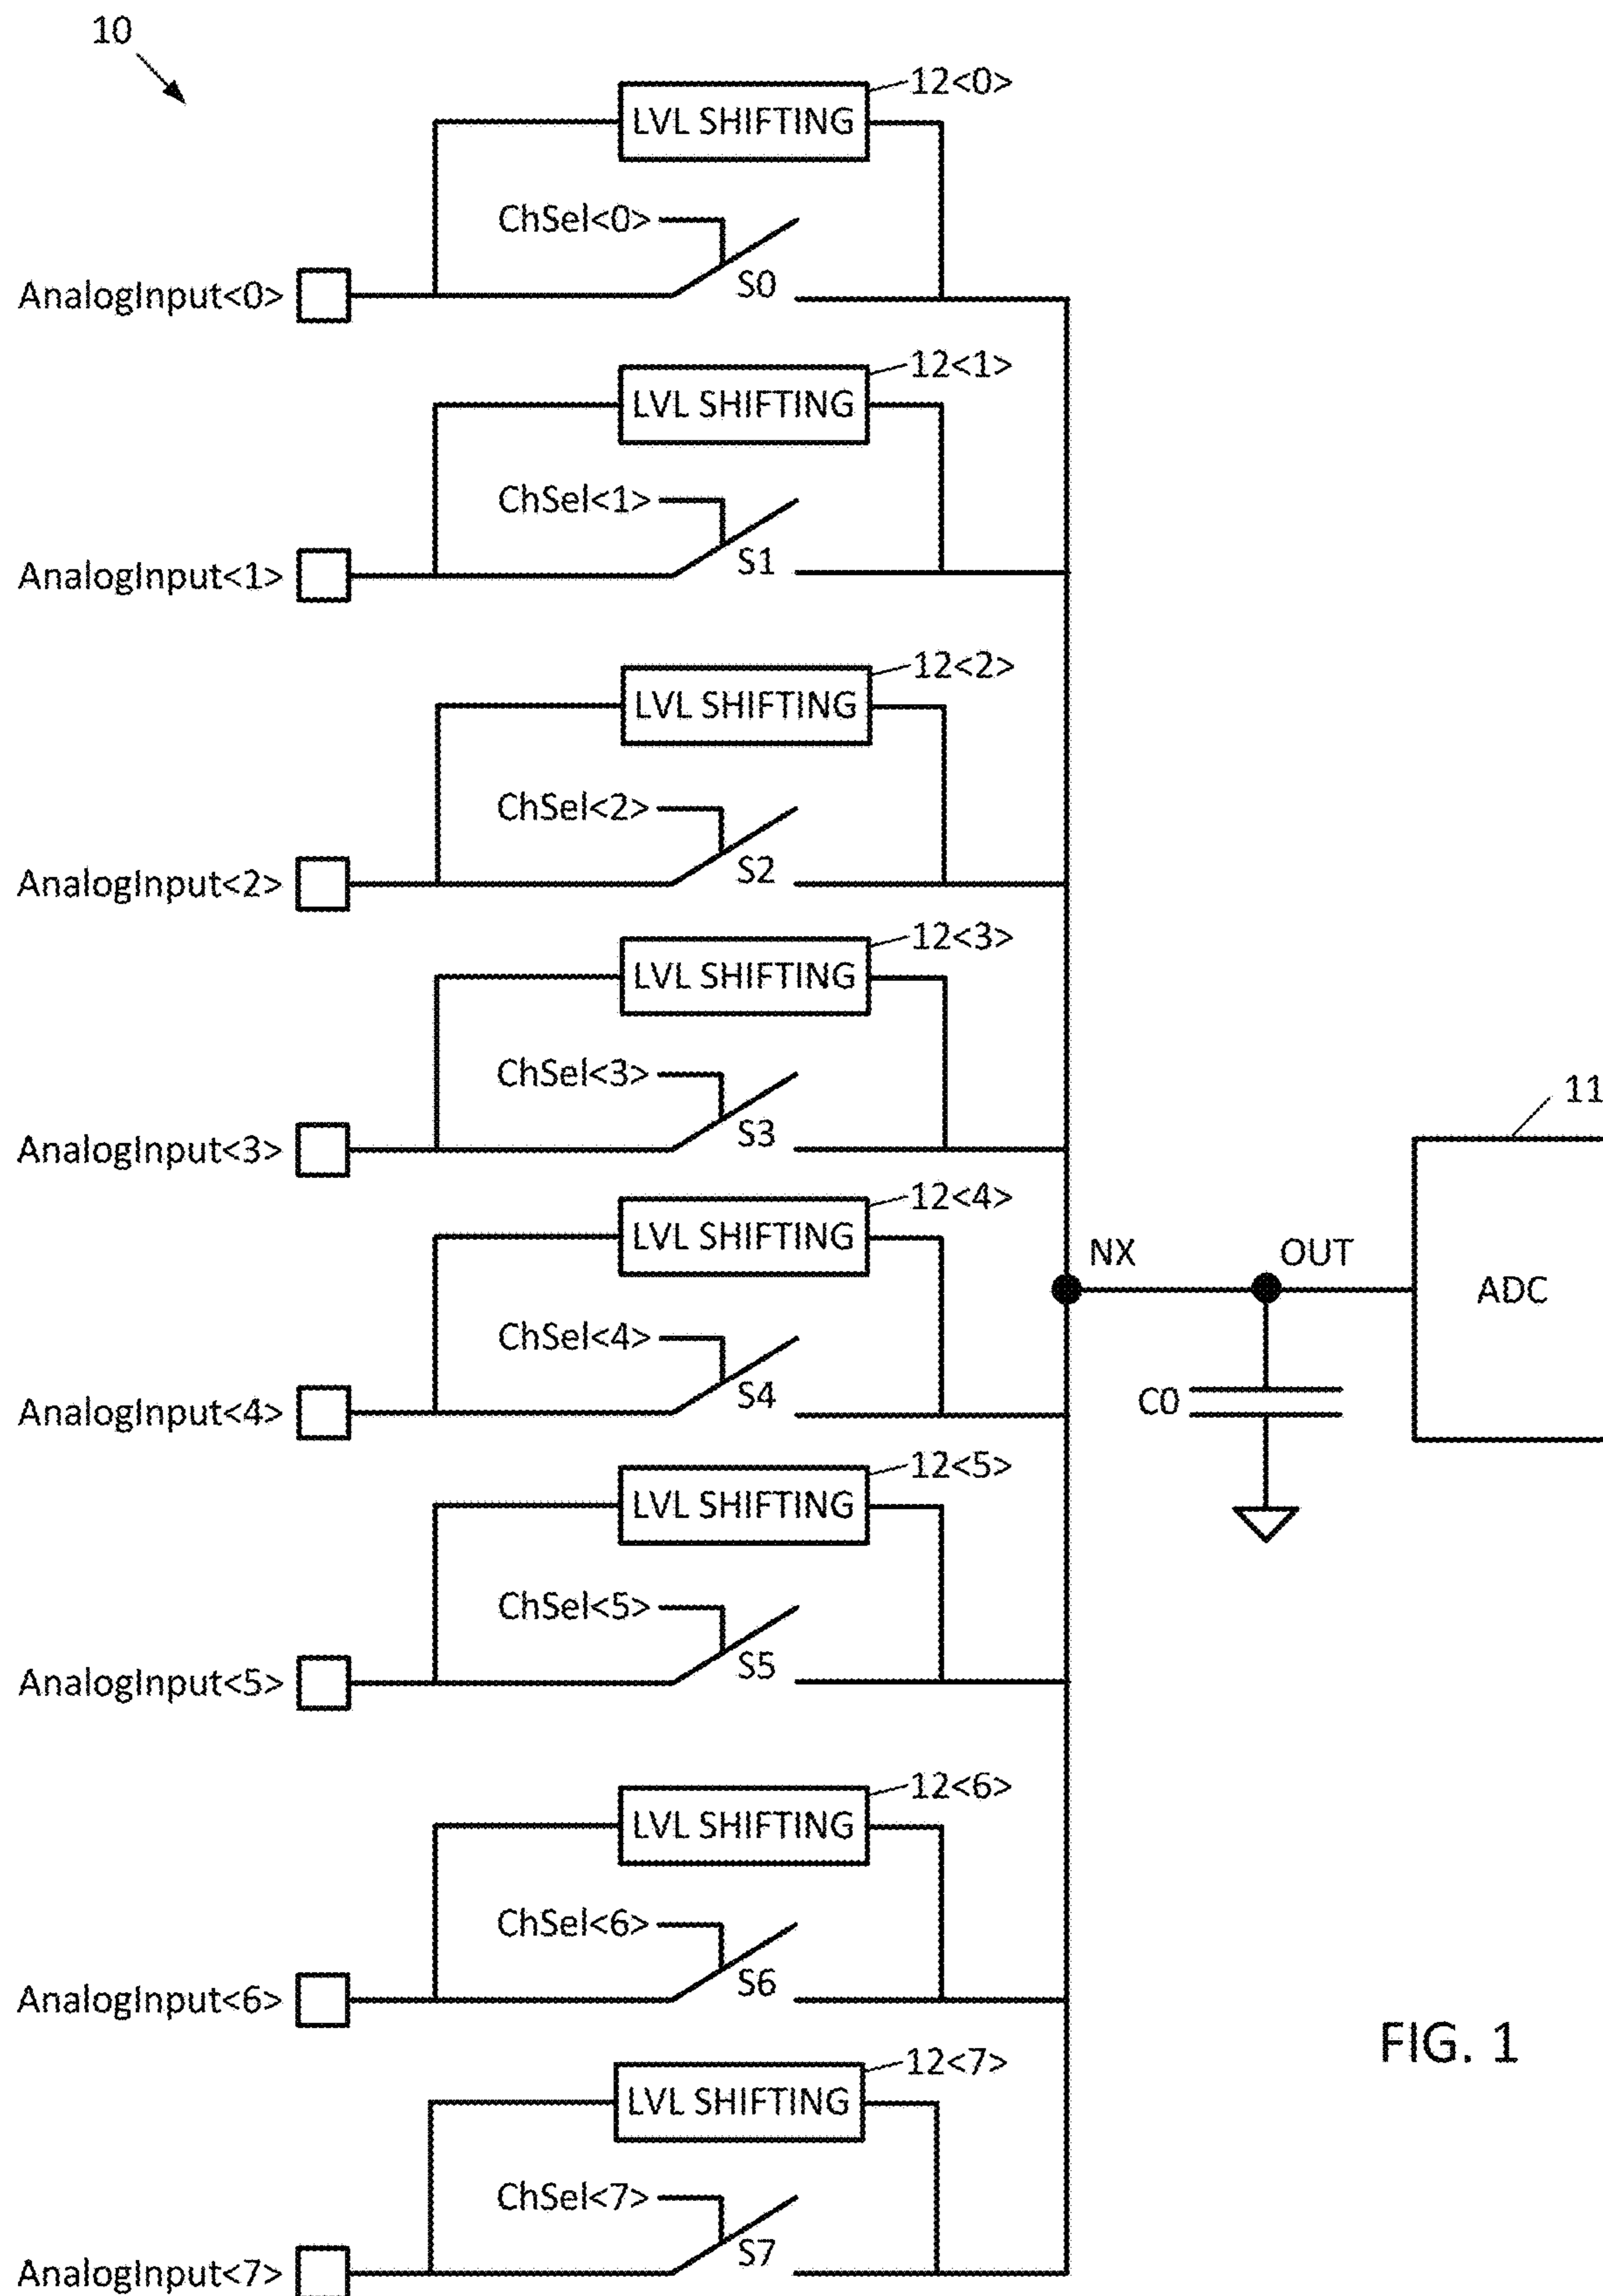 10
12<0>
LVL SHIFTING
ChSel<0>
S0
AnalogInput<0>
12<1>
LVL SHIFTING
ChSel<1>
S1
AnalogInput<1>
12<2>
LVL SHIFTING
ChSel<2>
S2
AnalogInput<2>
12<3>
LVL SHIFTING
ChSel<3>
S3
AnalogInput<3>
12<4>
LVL SHIFTING
ChSel<4>
S4
AnalogInput<4>
11
NX
OUT
ADC
C0
12<5>
LVL SHIFTING
ChSel<5>
S5
AnalogInput<5>
12<6>
LVL SHIFTING
ChSel<6>
S6
AnalogInput<6>
12<7>
LVL SHIFTING
ChSel<7>
S7
AnalogInput<7>
FIG. 1